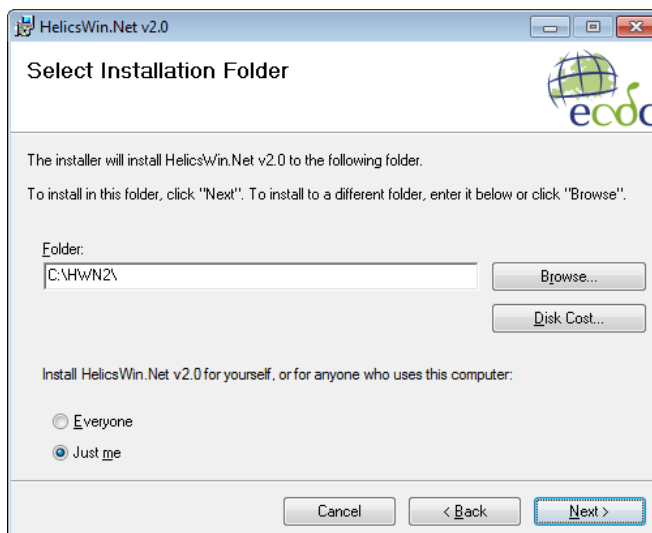 HelicsWin.Net v2.0
Select Installation Folder
ecdc
The installer will install HelicsWin.Net v2.0 to the following folder.
To install in this folder, click "Next". To install to a different folder, enter it below or click "Browse".
Folder:
C:\HWN2\
Browse...
Disk Cost...
Install HelicsWin.Net v2.0 for yourself, or for anyone who uses this computer:
Everyone
Just me
Cancel
< Back
Next >